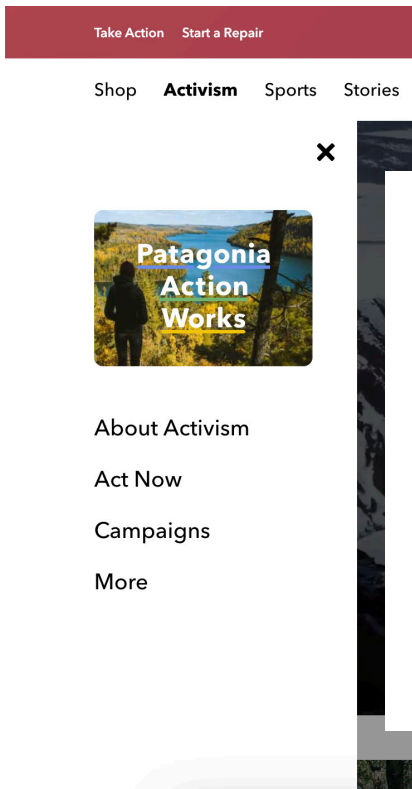 Take Action Start a Repair
Shop Activism Sports Stories
Patagonia
Action
Works
About Activism
Act Now
Campaigns
More